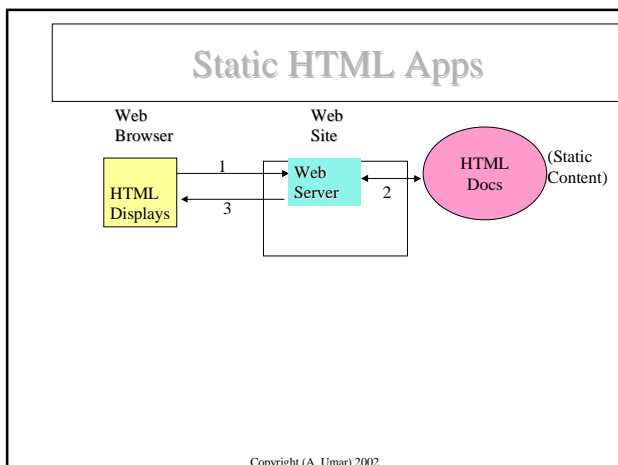 Static HTML Apps
Web
Browser
Web
Site
HTML
Displays
1
3
Web
Server
2
HTML
Docs
(Static
Content)
Copyright (A. Umar) 2002